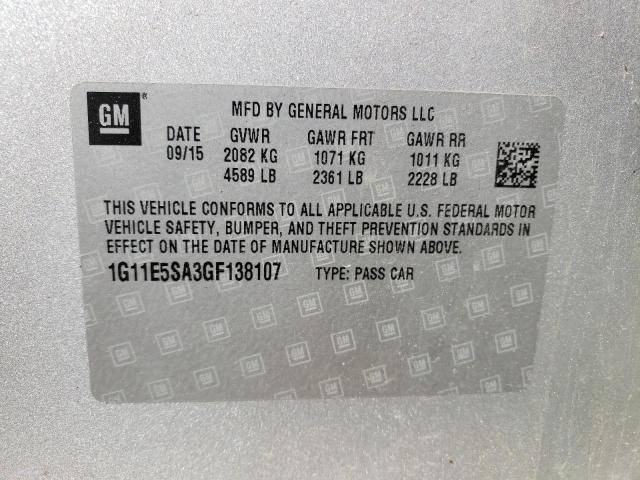 GM®
MFD BY GENERAL MOTORS LLC
DATE GVWR GAWR FRT GAWR RR
09/15 2082 KG 1071 KG 1011 KG
4589 LB 2361 LB 2228 LB
THIS VEHICLE CONFORMS TO ALL APPLICABLE U.S. FEDERAL MOTOR
VEHICLE SAFETY, BUMPER, AND THEFT PREVENTION STANDARDS IN
EFFECT ON THE DATE OF MANUFACTURE SHOWN ABOVE.
1G11E5SA3GF138107 TYPE: PASS CAR